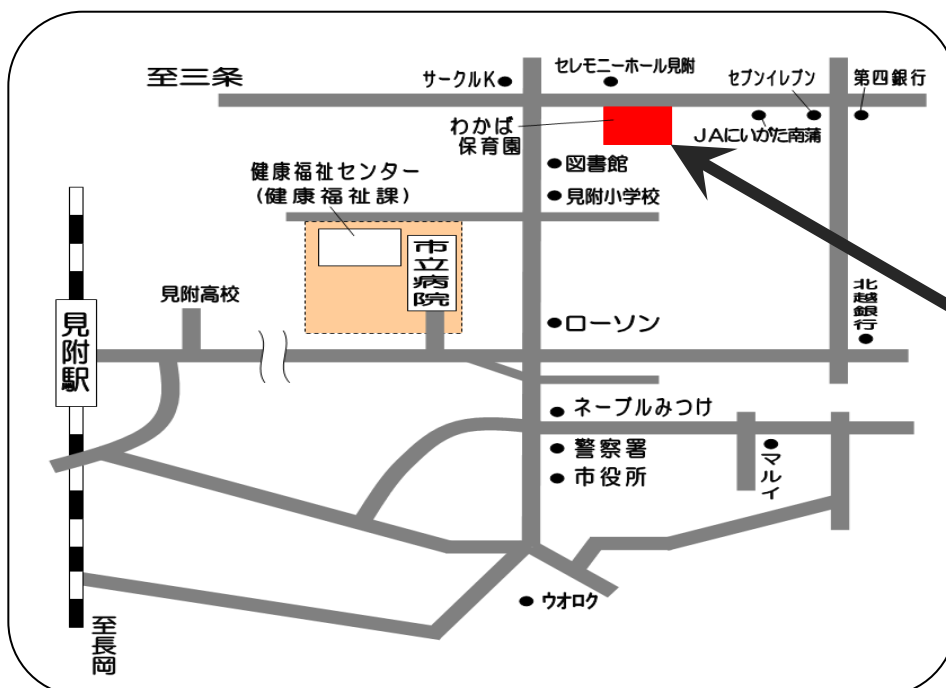 至三条
サークルK
セレモニーホール見附
セブンイレブン
第四銀行
わかば
保育園
JAにいがた南蒲
図書館
見附小学校
健康福祉センター
(健康福祉課)
市立病院
見附高校
見附駅
ローソン
北越銀行
ネーブルみつけ
警察署
市役所
マルイ
ウオロク
至長岡